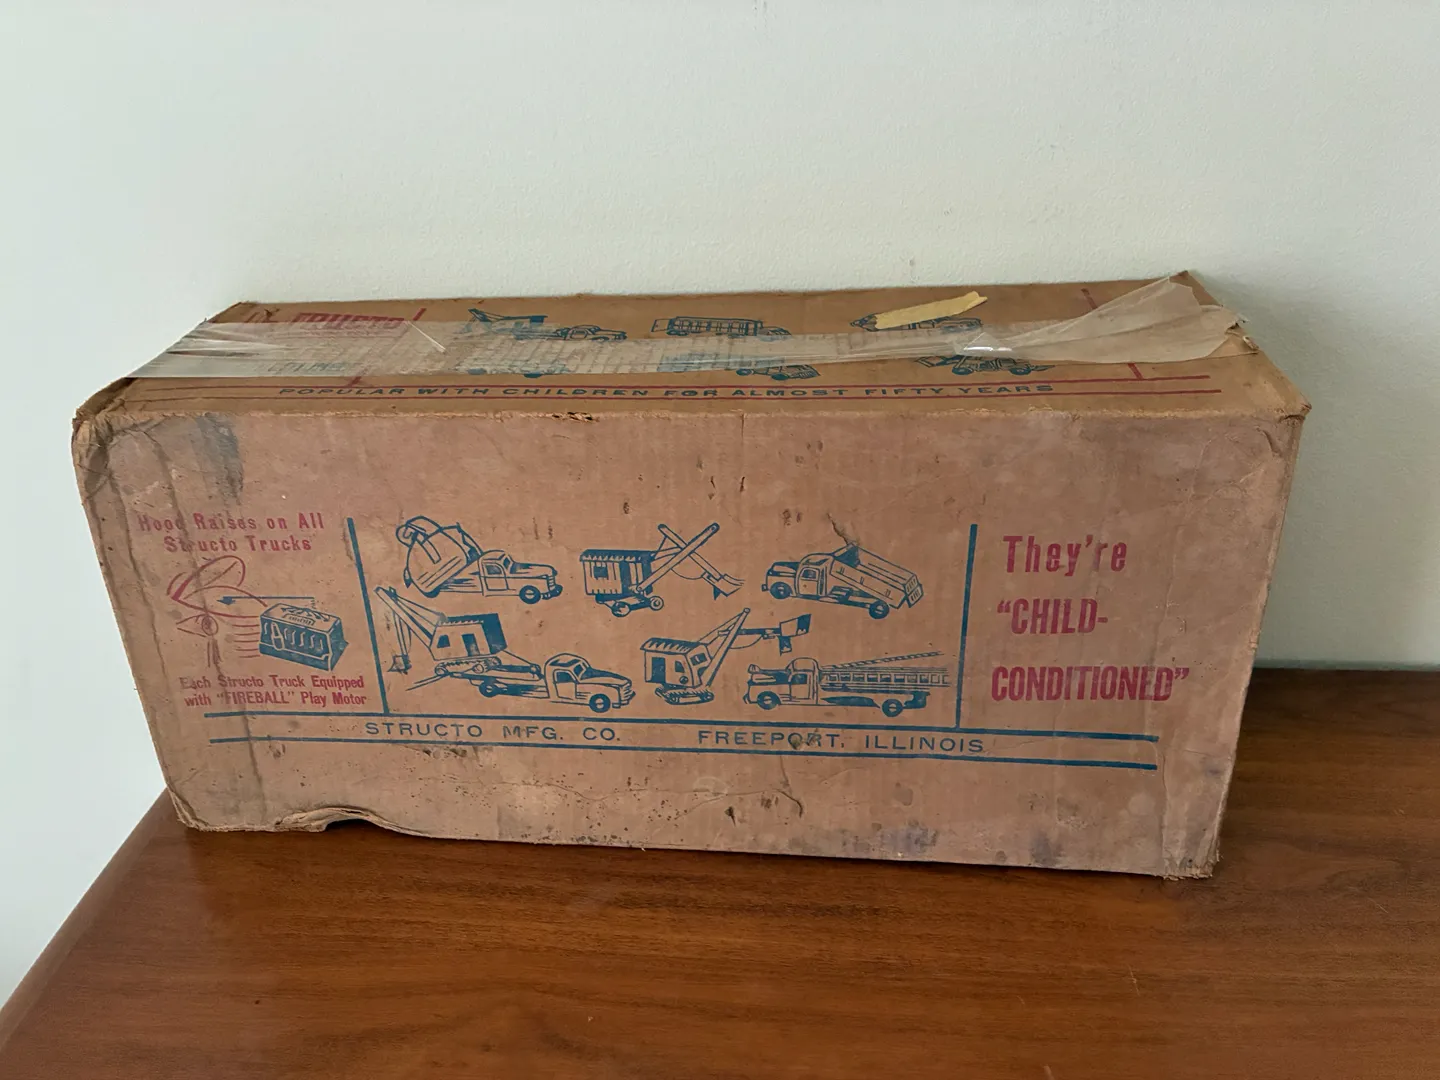 STRUCTO
POPULAR WITH CHILDREN FOR ALMOST FIFTY YEARS
Hood Raises on All
Structo Trucks
Each Structo Truck Equipped
with "FIREBALL" Play Motor
They're
"CHILD-
CONDITIONED"
STRUCTO MFG. CO. FREEPORT, ILLINOIS